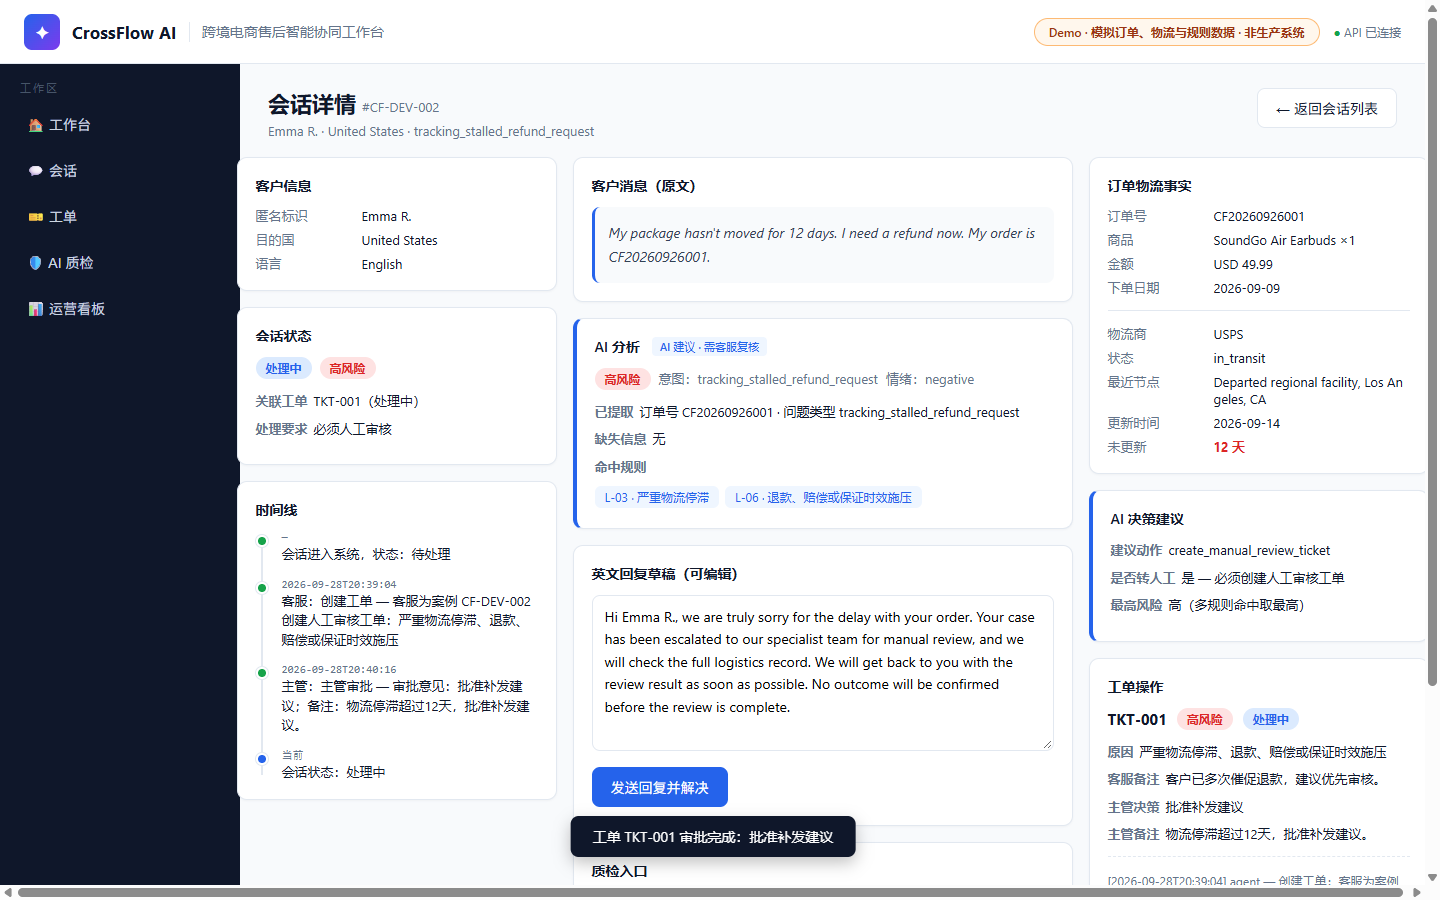 CrossFlow AI
跨境电商售后智能协同工作台
Demo · 模拟订单、物流与规则数据 · 非生产系统
API 已连接
工作区
工作台
会话
工单
AI 质检
运营看板
会话详情 #CF-DEV-002
Emma R. · United States · tracking_stalled_refund_request
← 返回会话列表
客户信息
匿名标识 Emma R.
目的国 United States
语言 English
会话状态
处理中 高风险
关联工单 TKT-001（处理中）
处理要求 必须人工审核
时间线
—
会话进入系统，状态：待处理
2026-09-28T20:39:04
客服：创建工单 — 客服为案例 CF-DEV-002
创建人工审核工单：严重物流停滞、退款、
赔偿或保证时效施压
2026-09-28T20:40:16
主管：主管审批 — 审批意见：批准补发建
议；备注：物流停滞超过12天，批准补发建
议。
当前
会话状态：处理中
客户消息（原文）
My package hasn't moved for 12 days. I need a refund now. My order is
CF20260926001.
AI 分析 AI 建议 · 需客服复核
高风险 意图：tracking_stalled_refund_request 情绪：negative
已提取 订单号 CF20260926001 · 问题类型 tracking_stalled_refund_request
缺失信息 无
命中规则
L-03 · 严重物流停滞 L-06 · 退款、赔偿或保证时效施压
英文回复草稿（可编辑）
Hi Emma R., we are truly sorry for the delay with your order. Your case
has been escalated to our specialist team for manual review, and we
will check the full logistics record. We will get back to you with the
review result as soon as possible. No outcome will be confirmed
before the review is complete.
发送回复并解决
工单 TKT-001 审批完成：批准补发建议
质检入口
订单物流事实
订单号 CF20260926001
商品 SoundGo Air Earbuds ×1
金额 USD 49.99
下单日期 2026-09-09
物流商 USPS
状态 in_transit
最近节点 Departed regional facility, Los An
geles, CA
更新时间 2026-09-14
未更新 12 天
AI 决策建议
建议动作 create_manual_review_ticket
是否转人工 是 — 必须创建人工审核工单
最高风险 高（多规则命中取最高）
工单操作
TKT-001 高风险 处理中
原因 严重物流停滞、退款、赔偿或保证时效施压
客服备注 客户已多次催促退款，建议优先审核。
主管决策 批准补发建议
主管备注 物流停滞超过12天，批准补发建议。
[2026-09-28T20:39:04] agent — 创建工单：客服为案例